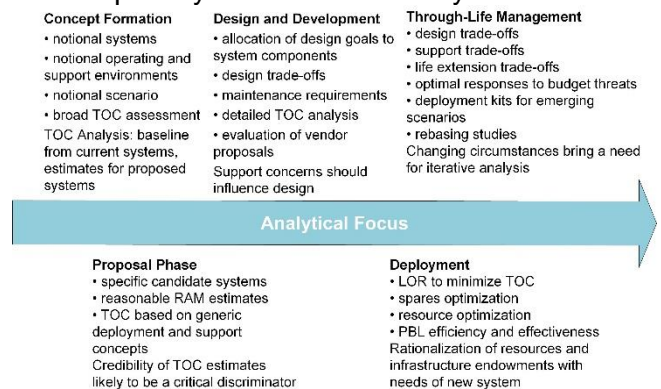 Concept Formation
• notional systems
• notional operating and
support environments
• notional scenario
• broad TOC assessment
TOC Analysis: baseline
from current systems,
estimates for proposed
systems
Design and Development
• allocation of design goals to
system components
• design trade-offs
• maintenance requirements
• detailed TOC analysis
• evaluation of vendor
proposals
Support concerns should
influence design
Through-Life Management
• design trade-offs
• support trade-offs
• life extension trade-offs
• optimal responses to budget threats
• deployment kits for emerging
scenarios
• rebasing studies
Changing circumstances bring a need
for iterative analysis
Analytical Focus
Proposal Phase
• specific candidate systems
• reasonable RAM estimates
• TOC based on generic
deployment and support
concepts
Credibility of TOC estimates
likely to be a critical discriminator
Deployment
• LOR to minimize TOC
• spares optimization
• resource optimization
• PBL efficiency and effectiveness
Rationalization of resources and
infrastructure endowments with
needs of new system